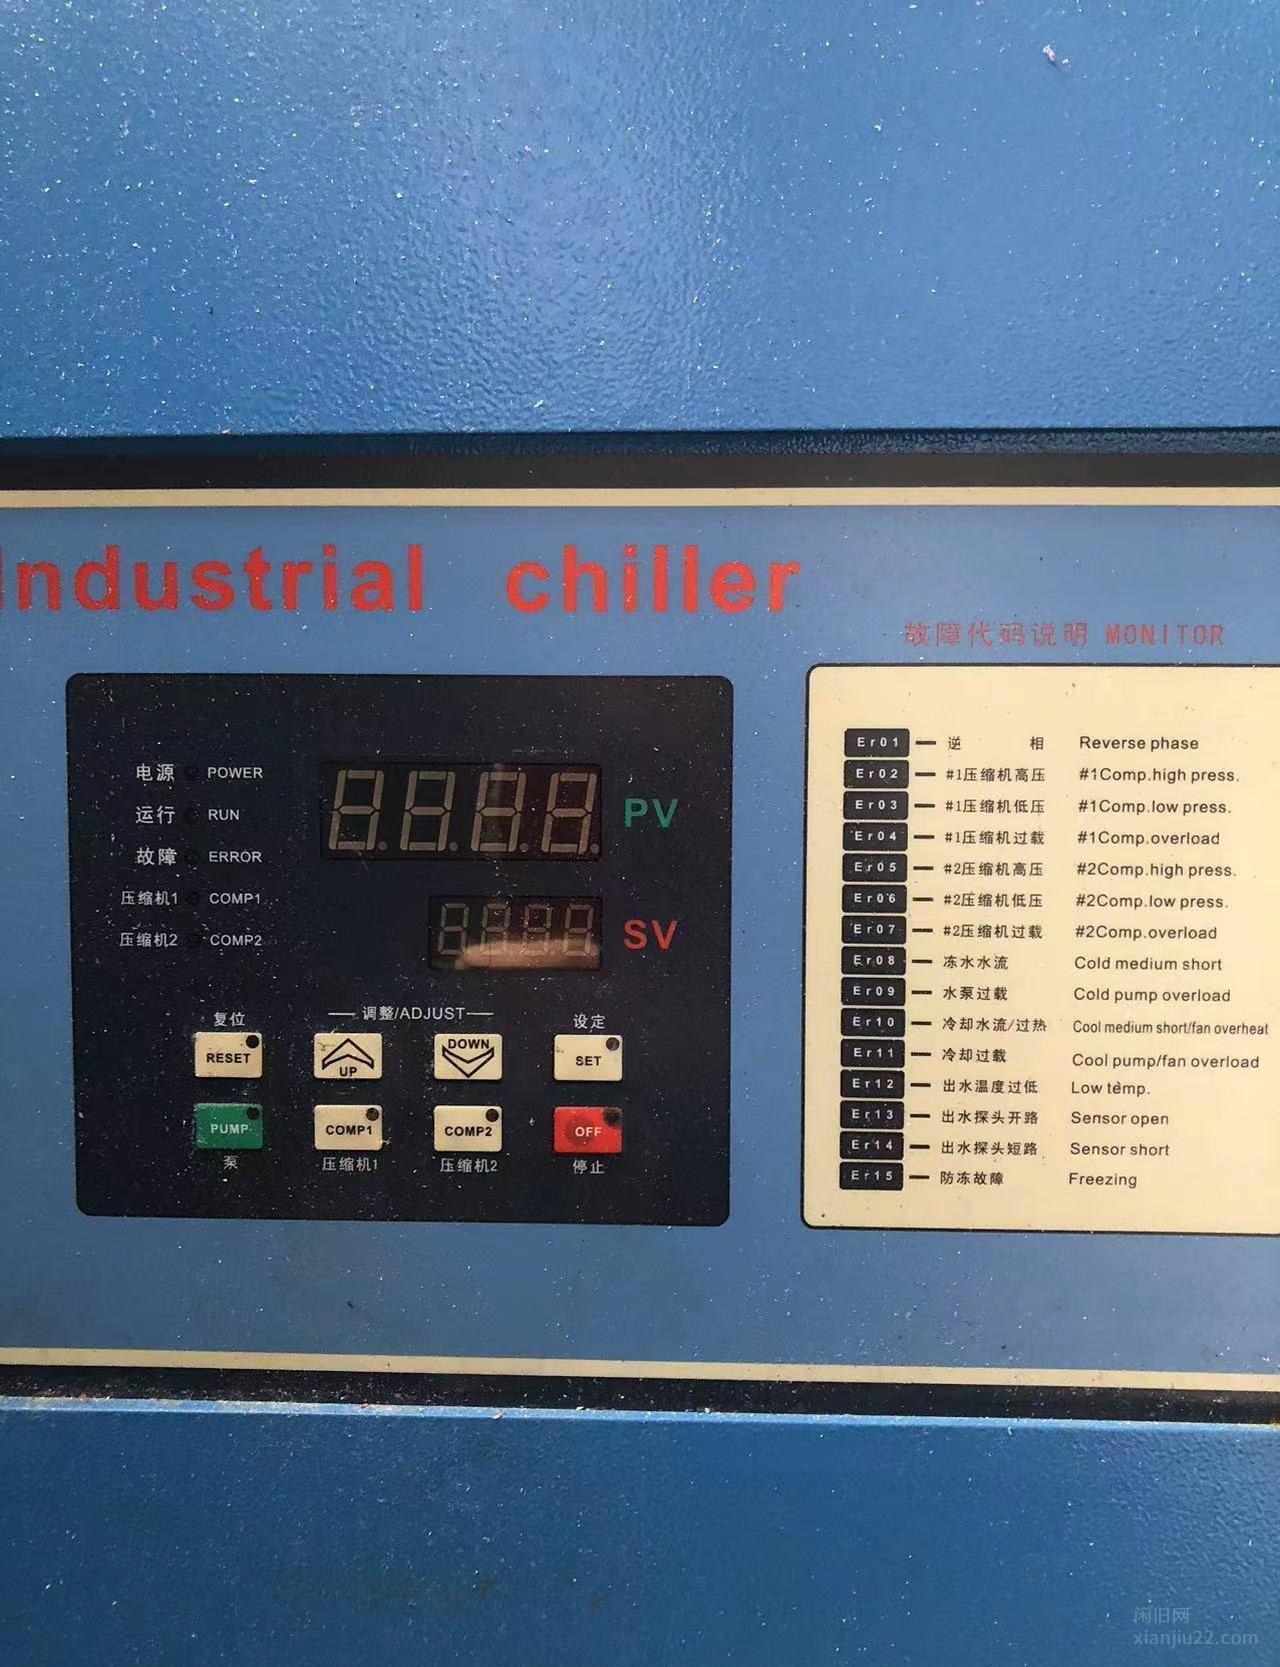 Industrial chiller
故障代码说明 MONITOR
电源 POWER
运行 RUN
故障 ERROR
压缩机1 COMP1
压缩机2 COMP2
PV
SV
复位
调整/ADJUST
设定
RESET
UP
DOWN
SET
PUMP
COMP1
COMP2
OFF
泵
压缩机1
压缩机2
停止
Er01 — 逆 相 Reverse phase
Er02 — #1压缩机高压 #1Comp.high press.
Er03 — #1压缩机低压 #1Comp.low press.
Er04 — #1压缩机过载 #1Comp.overload
Er05 — #2压缩机高压 #2Comp.high press.
Er06 — #2压缩机低压 #2Comp.low press.
Er07 — #2压缩机过载 #2Comp.overload
Er08 — 冻水水流 Cold medium short
Er09 — 水泵过载 Cold pump overload
Er10 — 冷却水流/过热 Cool medium short/fan overheat
Er11 — 冷却过载 Cool pump/fan overload
Er12 — 出水温度过低 Low temp.
Er13 — 出水探头开路 Sensor open
Er14 — 出水探头短路 Sensor short
Er15 — 防冻故障 Freezing
闲旧网
xianjiu22.com